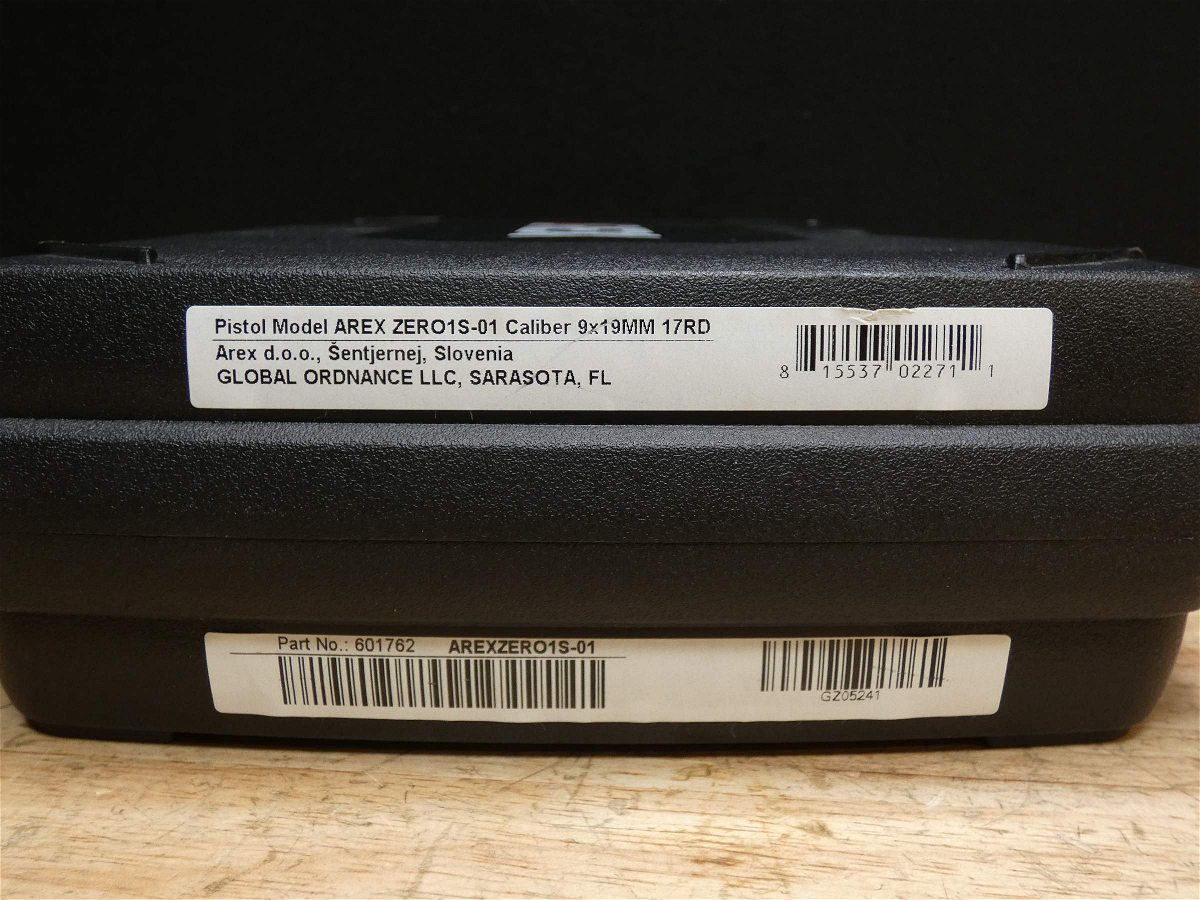 Pistol Model AREX ZERO1S-01 Caliber 9x19MM 17RD
Arex d.o.o., Šentjernej, Slovenia
GLOBAL ORDNANCE LLC, SARASOTA, FL
8 15537 02271 1
Part No.: 601762 AREXZERO1S-01
GZ05241